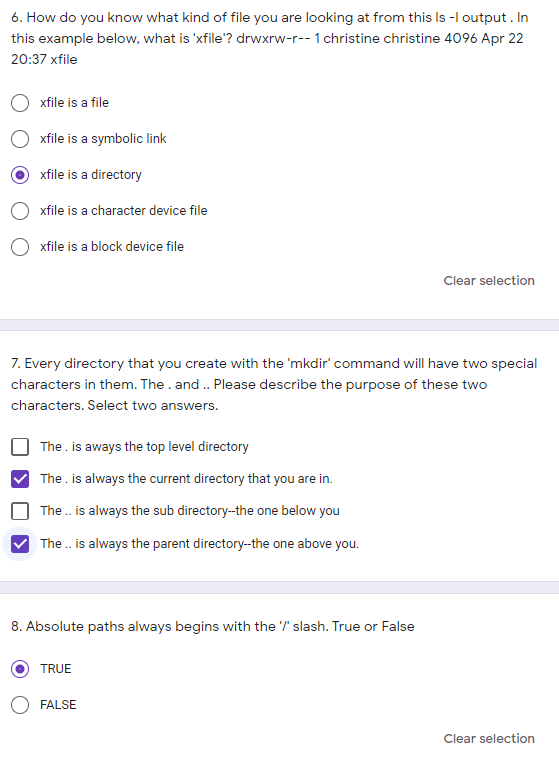 6. How do you know what kind of file you are looking at from this ls -l output . In
this example below, what is 'xfile'? drwxrw-r-- 1 christine christine 4096 Apr 22
20:37 xfile
xfile is a file
xfile is a symbolic link
xfile is a directory
xfile is a character device file
xfile is a block device file
Clear selection
7. Every directory that you create with the 'mkdir' command will have two special
characters in them. The . and .. Please describe the purpose of these two
characters. Select two answers.
The . is aways the top level directory
The . is always the current directory that you are in.
The .. is always the sub directory--the one below you
The .. is always the parent directory--the one above you.
8. Absolute paths always begins with the '/' slash. True or False
TRUE
FALSE
Clear selection